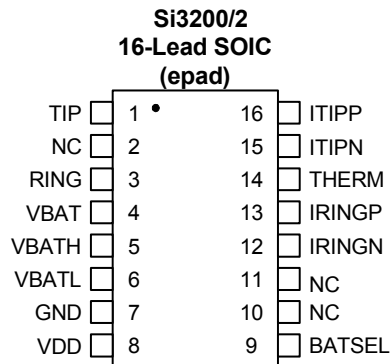 Si3200/2
16-Lead SOIC
(epad)
TIP 1 16 ITIPP
NC 2 15 ITIPN
RING 3 14 THERM
VBAT 4 13 IRINGP
VBATH 5 12 IRINGN
VBATL 6 11 NC
GND 7 10 NC
VDD 8 9 BATSEL